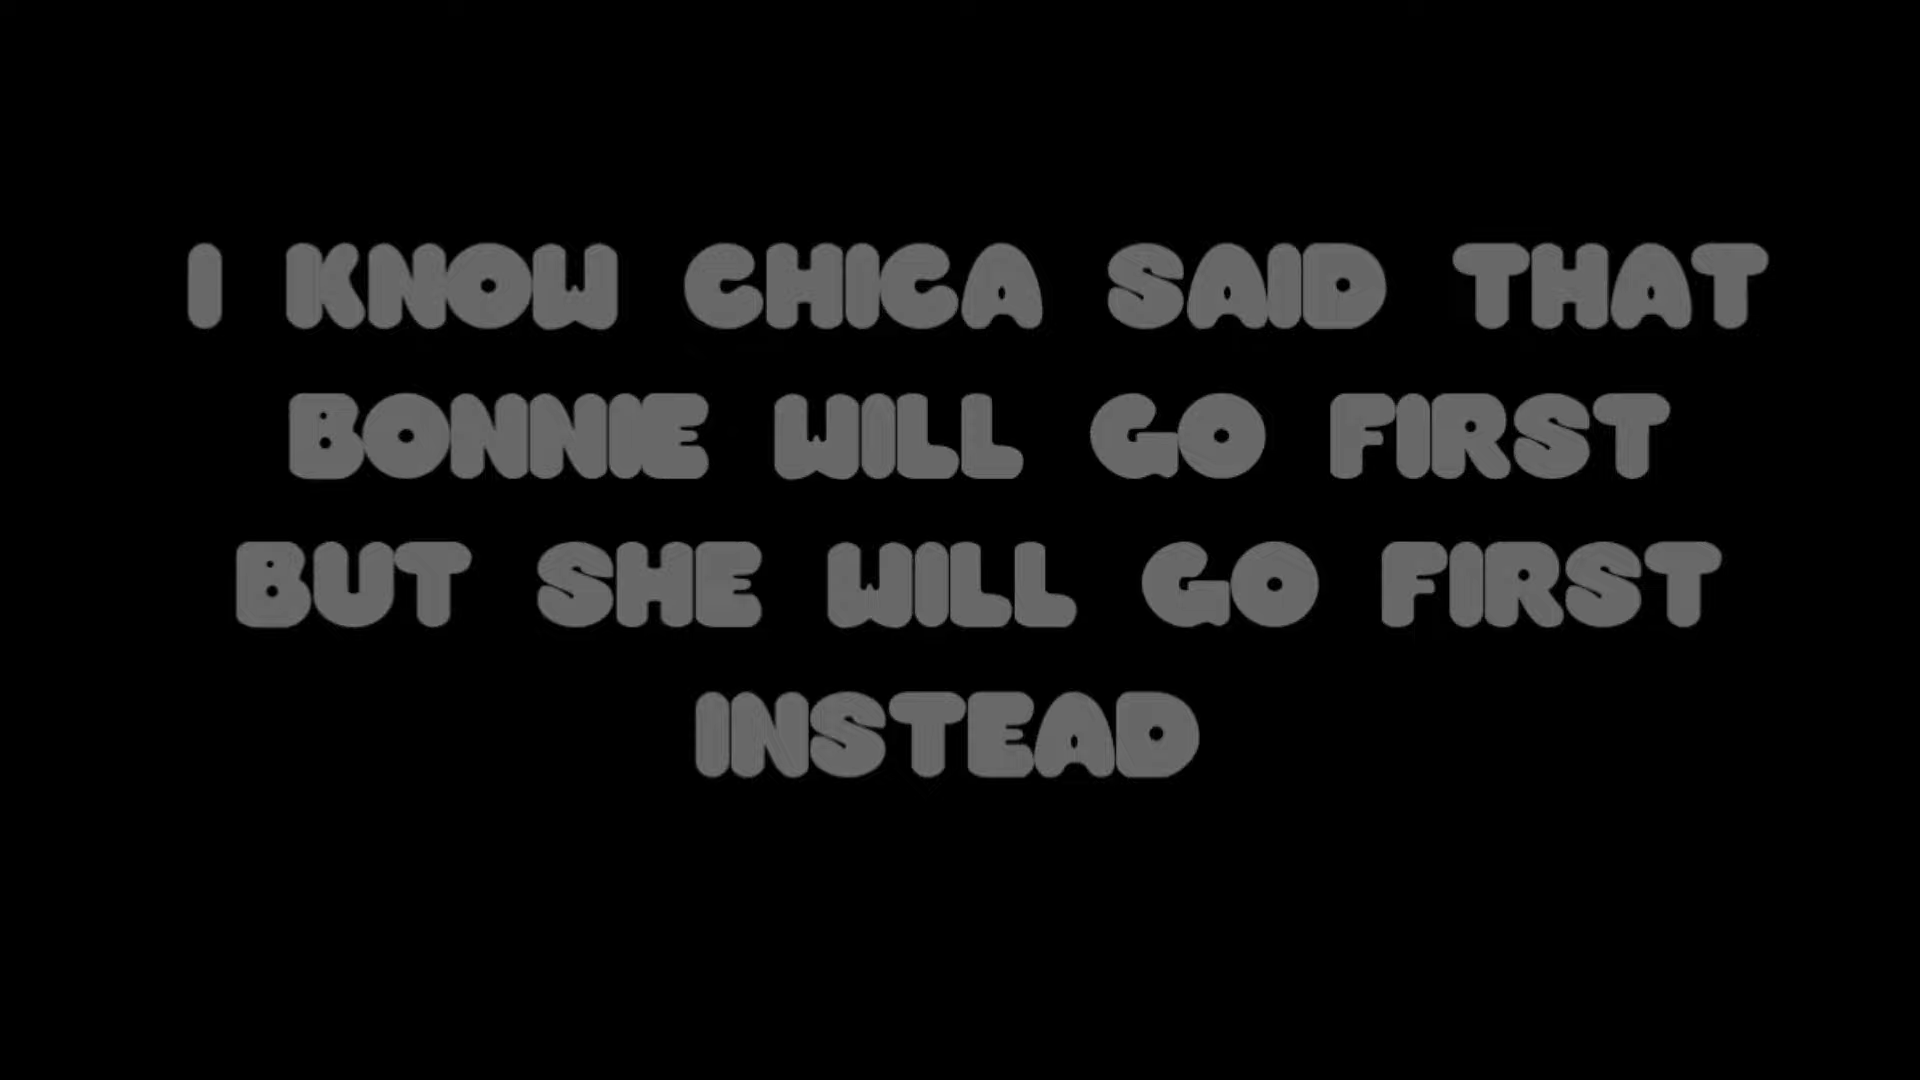 I KNOW CHICA SAID THAT
BONNIE WILL GO FIRST
BUT SHE WILL GO FIRST
INSTEAD